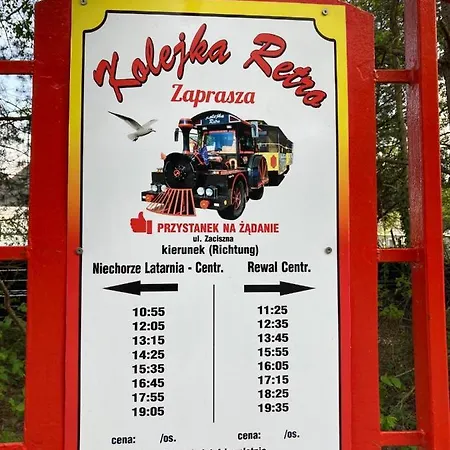 Kolejka Retro
Zaprasza
Kolejka
Retro
PRZYSTANEK NA ŻĄDANIE
ul. Zaciszna
kierunek (Richtung)
Niechorze Latarnia - Centr. Rewal Centr.
10:55 11:25
12:05 12:35
13:15 13:45
14:25 15:55
15:35 16:05
16:45 17:15
17:55 18:25
19:05 19:35
cena: /os. cena: /os.